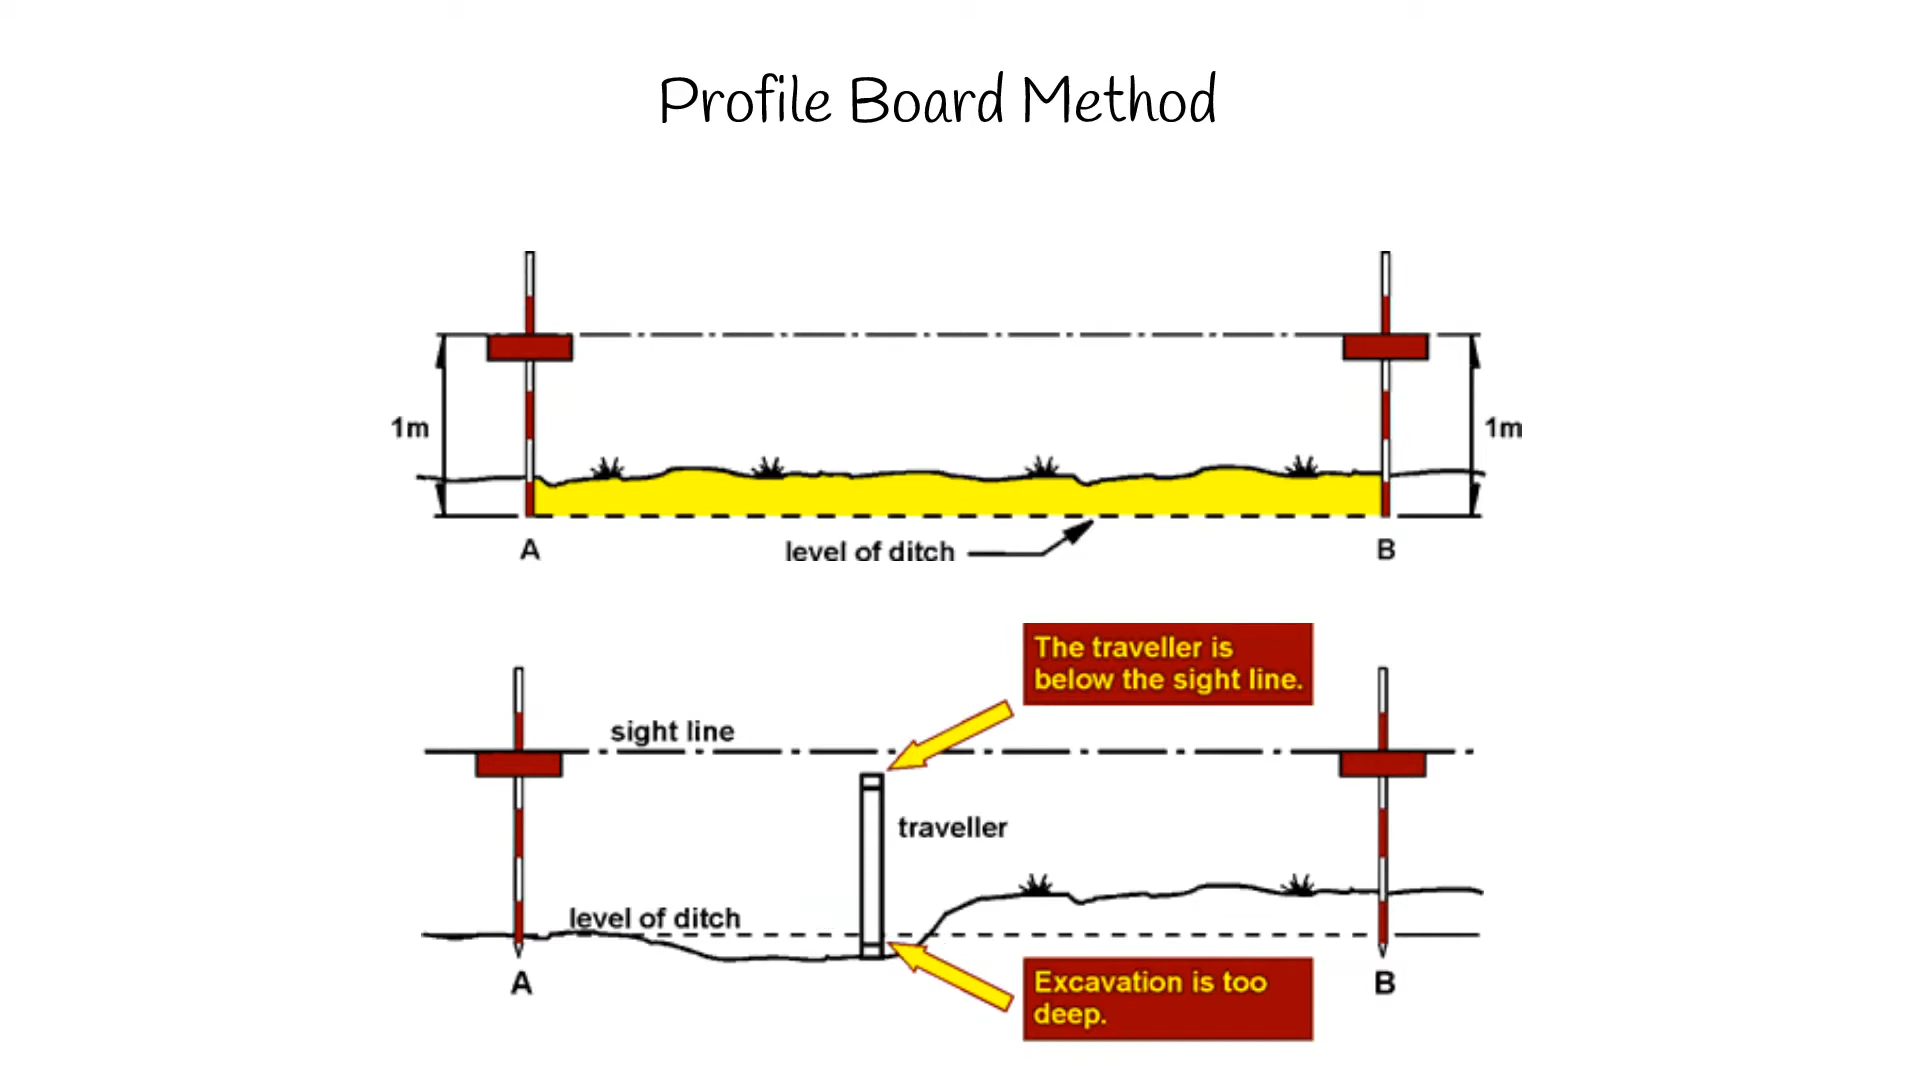 Profile Board Method
1m
1m
A
level of ditch
B
The traveller is
below the sight line.
sight line
traveller
level of ditch
A
Excavation is too
deep.
B